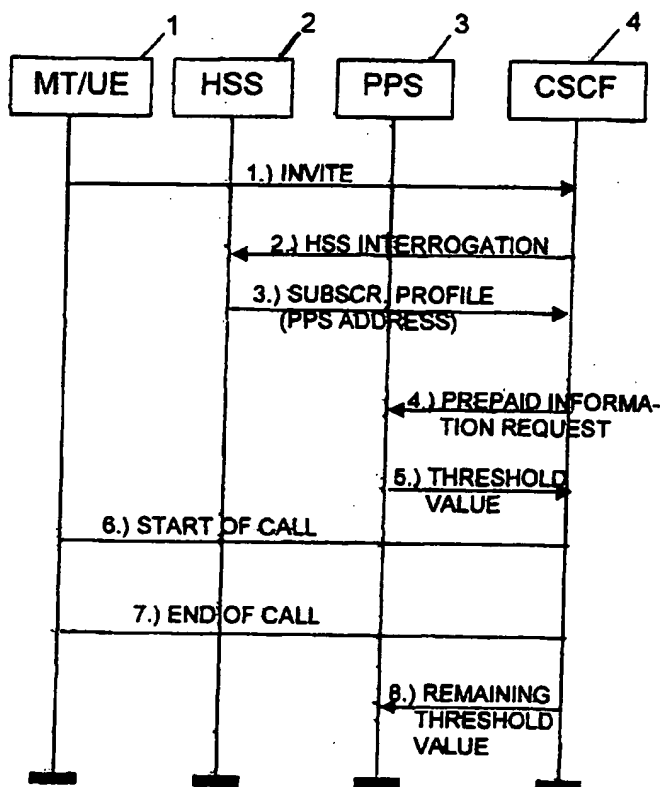 1 2 3 4
MT/UE HSS PPS CSCF
1.) INVITE
2.) HSS INTERROGATION
3.) SUBSCR. PROFILE
(PPS ADDRESS)
4.) PREPAID INFORMA-
TION REQUEST
5.) THRESHOLD
VALUE
6.) START OF CALL
7.) END OF CALL
8.) REMAINING
THRESHOLD
VALUE